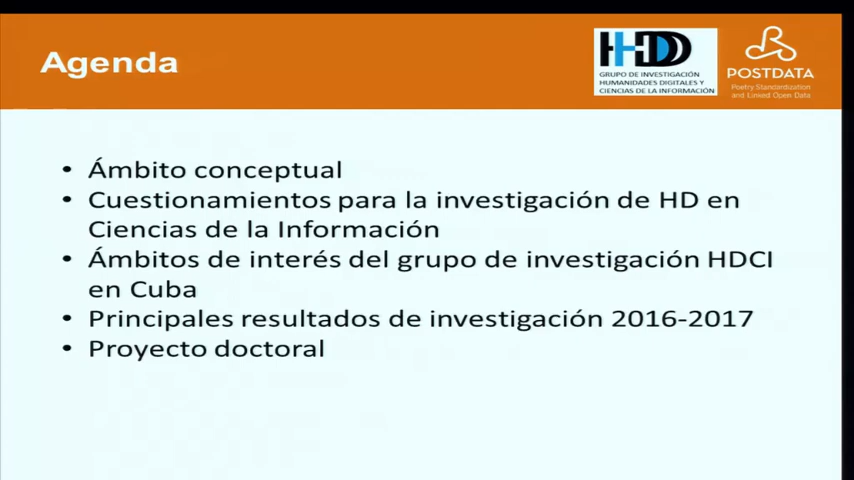 Agenda
GRUPO DE INVESTIGACIÓN
HUMANIDADES DIGITALES Y
CIENCIAS DE LA INFORMACIÓN
POSTDATA
Poetry Standardization
and Linked Open Data
• Ámbito conceptual
• Cuestionamientos para la investigación de HD en
Ciencias de la Información
• Ámbitos de interés del grupo de investigación HDCI
en Cuba
• Principales resultados de investigación 2016-2017
• Proyecto doctoral